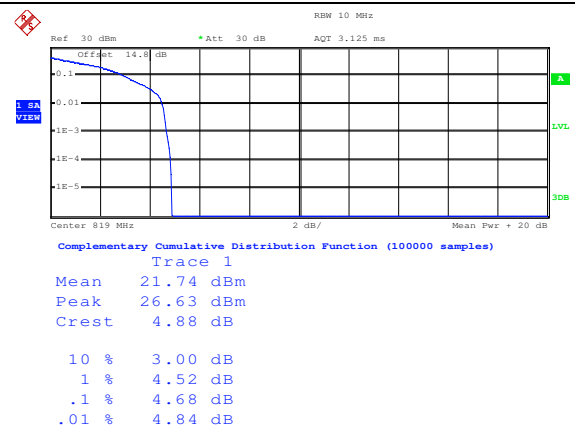 RBW 10 MHz
Ref 30 dBm *Att 30 dB AQT 3.125 ms
Offset 14.8 dB
0.1
A
0.01
1 SA
VIEW
1E-3
LVL
1E-4
1E-5
3DB
Center 819 MHz 2 dB/ Mean Pwr + 20 dB
Complementary Cumulative Distribution Function (100000 samples)
Trace 1
Mean 21.74 dBm
Peak 26.63 dBm
Crest 4.88 dB
10 % 3.00 dB
1 % 4.52 dB
.1 % 4.68 dB
.01 % 4.84 dB